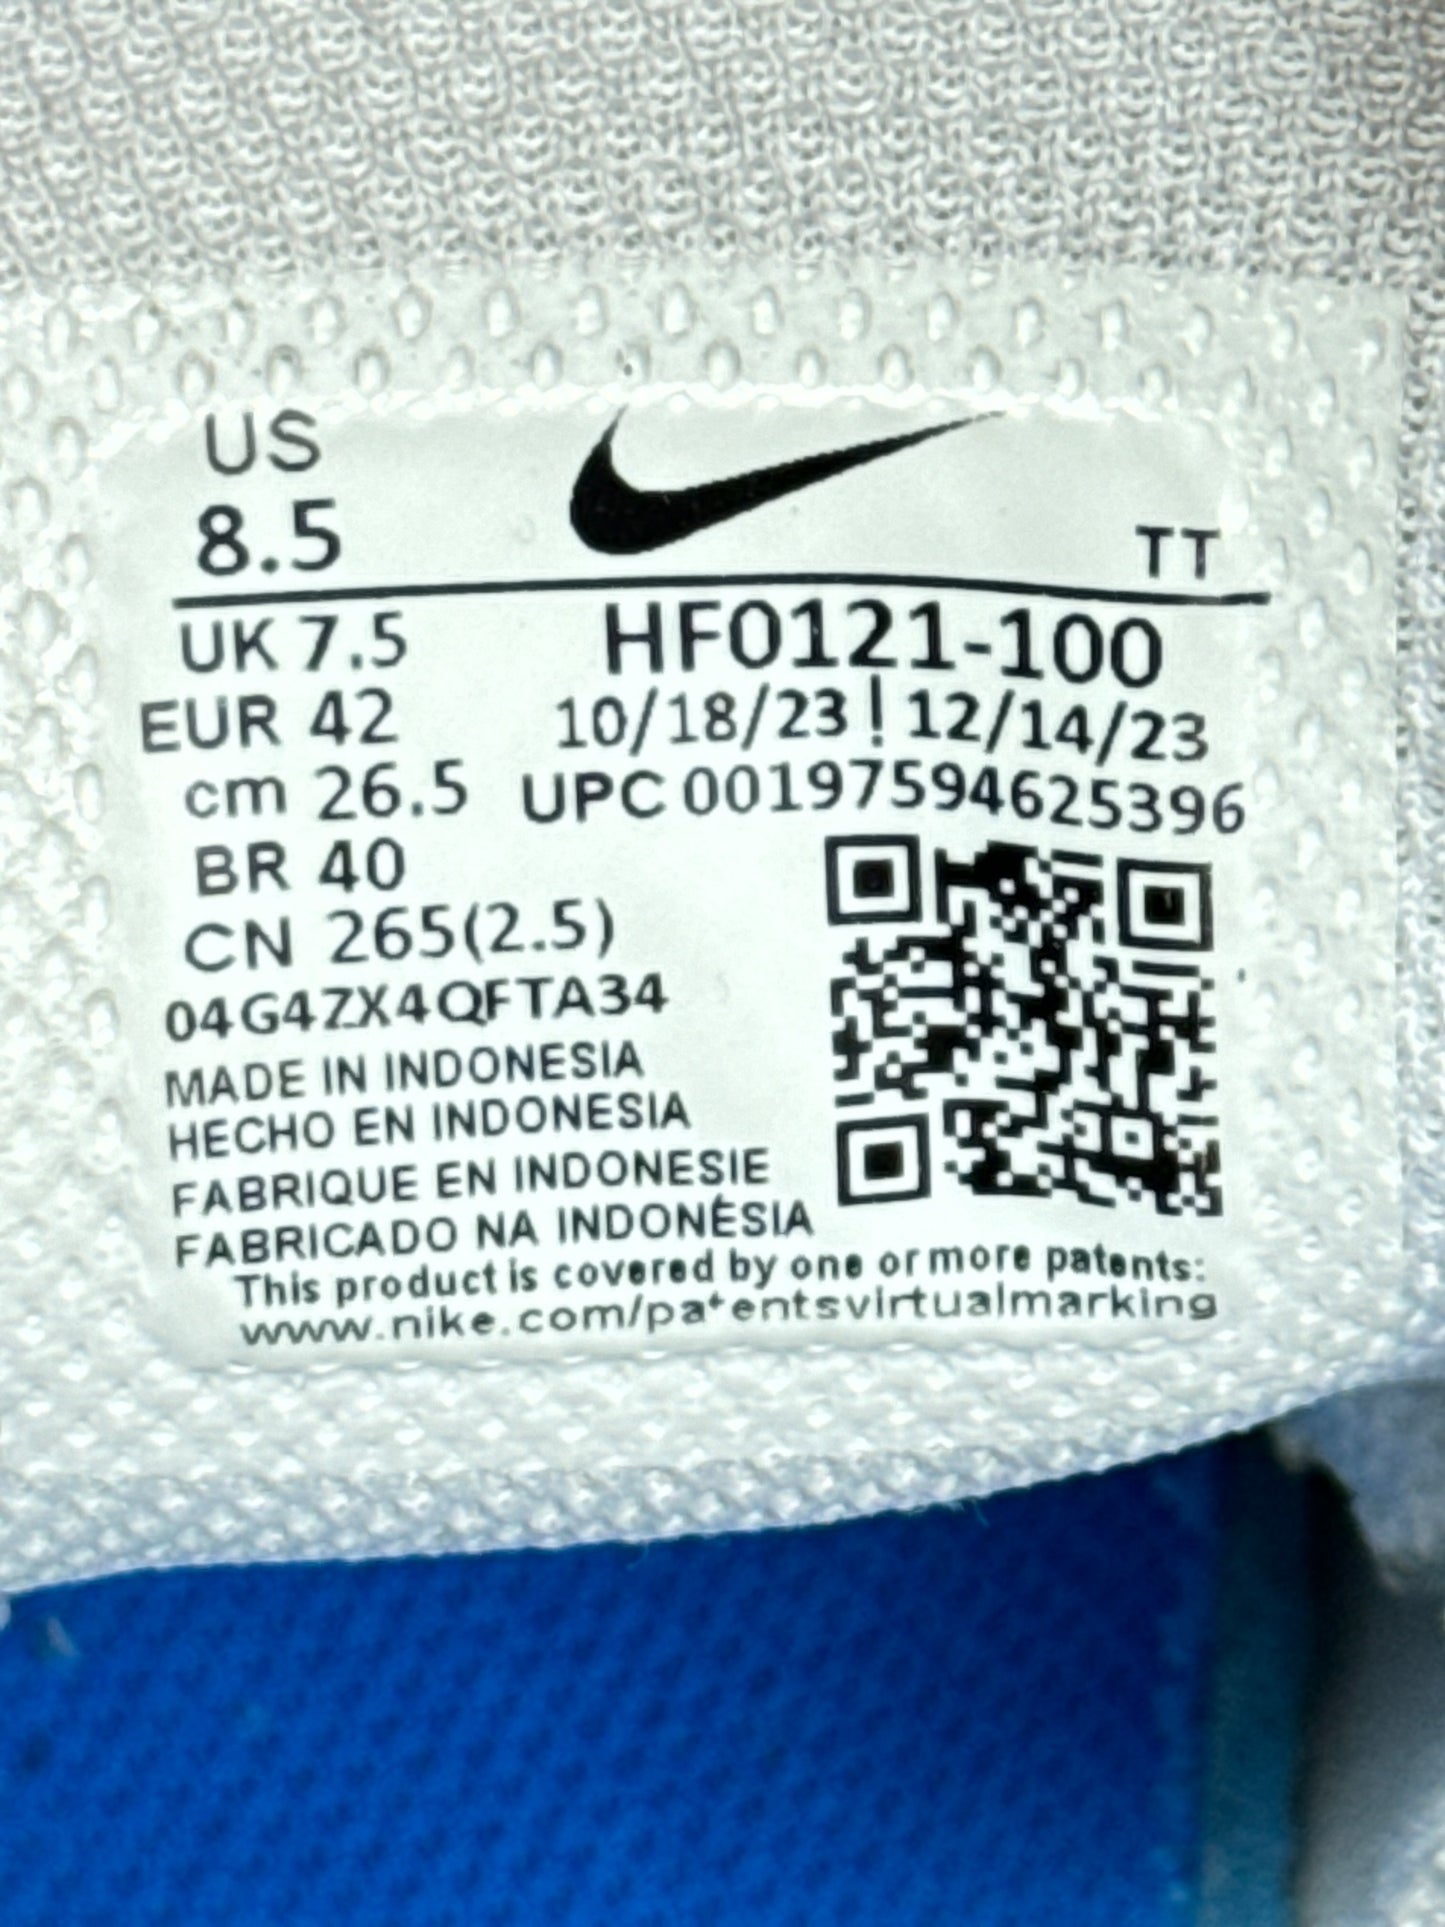 US
8.5
TT
UK 7.5
HF0121-100
EUR 42
10/18/23 ¦ 12/14/23
cm 26.5
UPC 00197594625396
BR 40
CN 265(2.5)
04G4ZX4QFTA34
MADE IN INDONESIA
HECHO EN INDONESIA
FABRIQUE EN INDONESIE
FABRICADO NA INDONÉSIA
This product is covered by one or more patents:
www.nike.com/patentsvirtualmarking